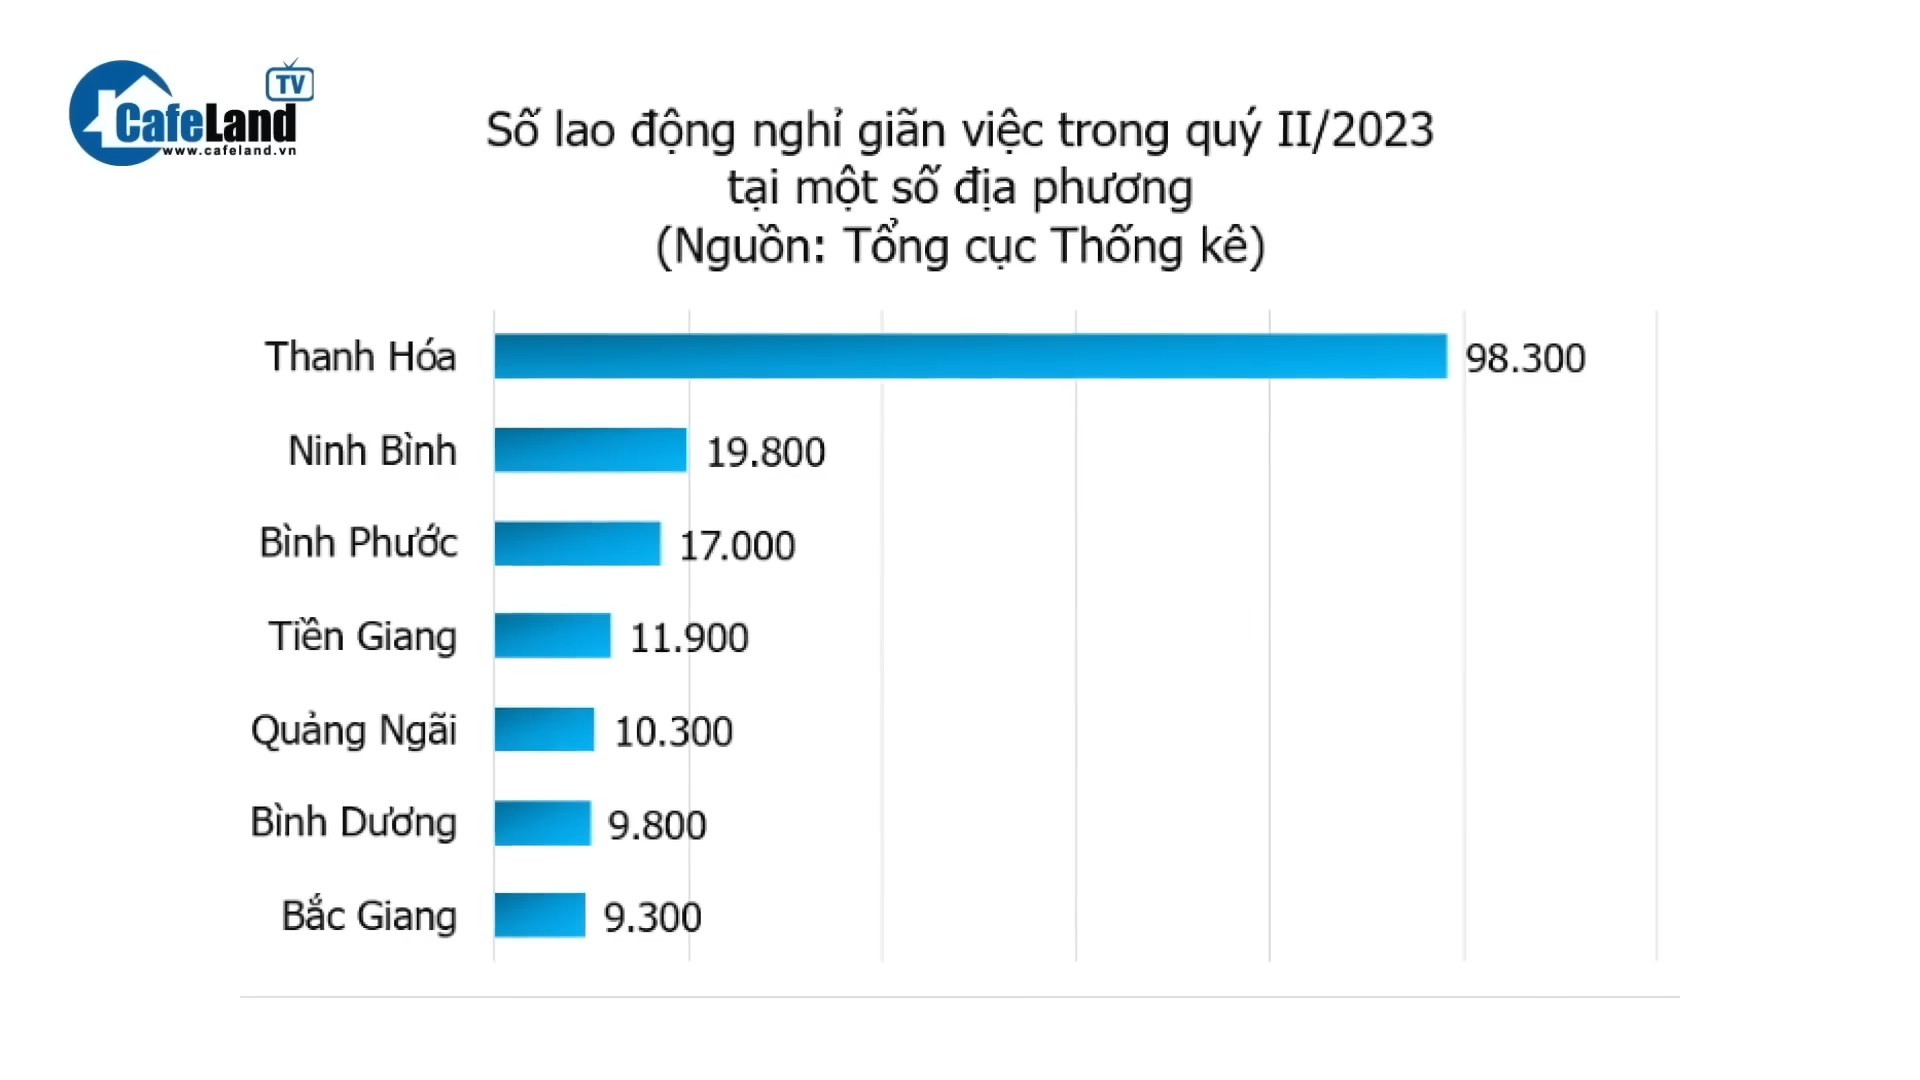 TV
CafeLand
www.cafeland.vn
Số lao động nghỉ giãn việc trong quý II/2023
tại một số địa phương
(Nguồn: Tổng cục Thống kê)
Thanh Hóa 98.300
Ninh Bình 19.800
Bình Phước 17.000
Tiền Giang 11.900
Quảng Ngãi 10.300
Bình Dương 9.800
Bắc Giang 9.300